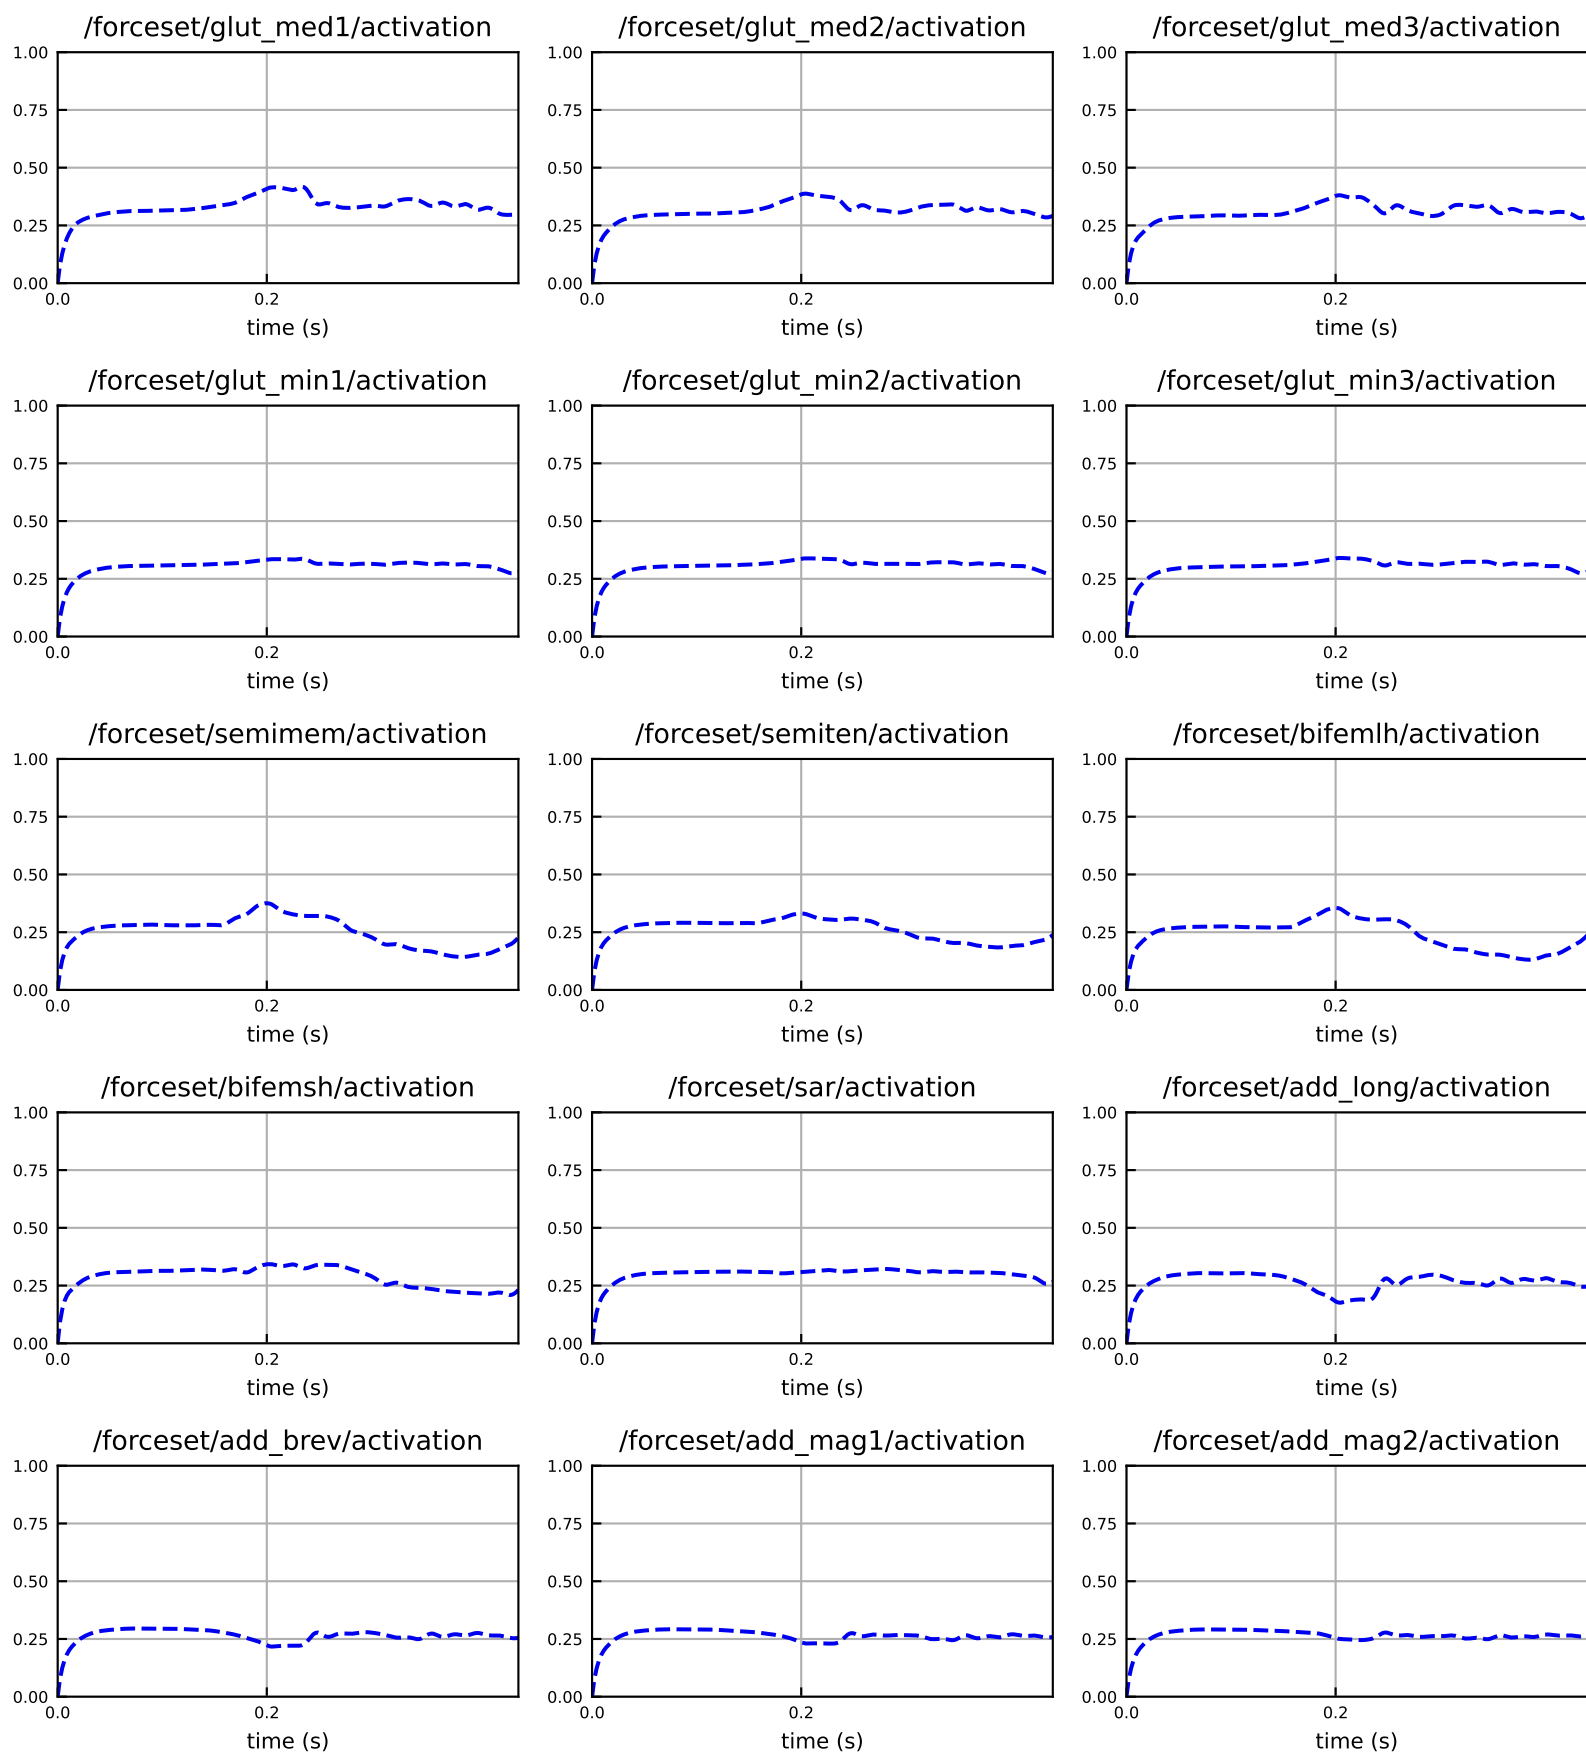 /forceset/glut_med1/activation /forceset/glut_med2/activation /forceset/glut_med3/activation
1.00 1.00 1.00
0.75 0.75 0.75
0.50 0.50 0.50
0.25 0.25 0.25
0.00 0.00 0.00
0.0 0.2 0.0 0.2 0.0 0.2
time (s) time (s) time (s)
/forceset/glut_min1/activation /forceset/glut_min2/activation /forceset/glut_min3/activation
1.00 1.00 1.00
0.75 0.75 0.75
0.50 0.50 0.50
0.25 0.25 0.25
0.00 0.00 0.00
0.0 0.2 0.0 0.2 0.0 0.2
time (s) time (s) time (s)
/forceset/semimem/activation /forceset/semiten/activation /forceset/bifemlh/activation
1.00 1.00 1.00
0.75 0.75 0.75
0.50 0.50 0.50
0.25 0.25 0.25
0.00 0.00 0.00
0.0 0.2 0.0 0.2 0.0 0.2
time (s) time (s) time (s)
/forceset/bifemsh/activation /forceset/sar/activation /forceset/add_long/activation
1.00 1.00 1.00
0.75 0.75 0.75
0.50 0.50 0.50
0.25 0.25 0.25
0.00 0.00 0.00
0.0 0.2 0.0 0.2 0.0 0.2
time (s) time (s) time (s)
/forceset/add_brev/activation /forceset/add_mag1/activation /forceset/add_mag2/activation
1.00 1.00 1.00
0.75 0.75 0.75
0.50 0.50 0.50
0.25 0.25 0.25
0.00 0.00 0.00
0.0 0.2 0.0 0.2 0.0 0.2
time (s) time (s) time (s)